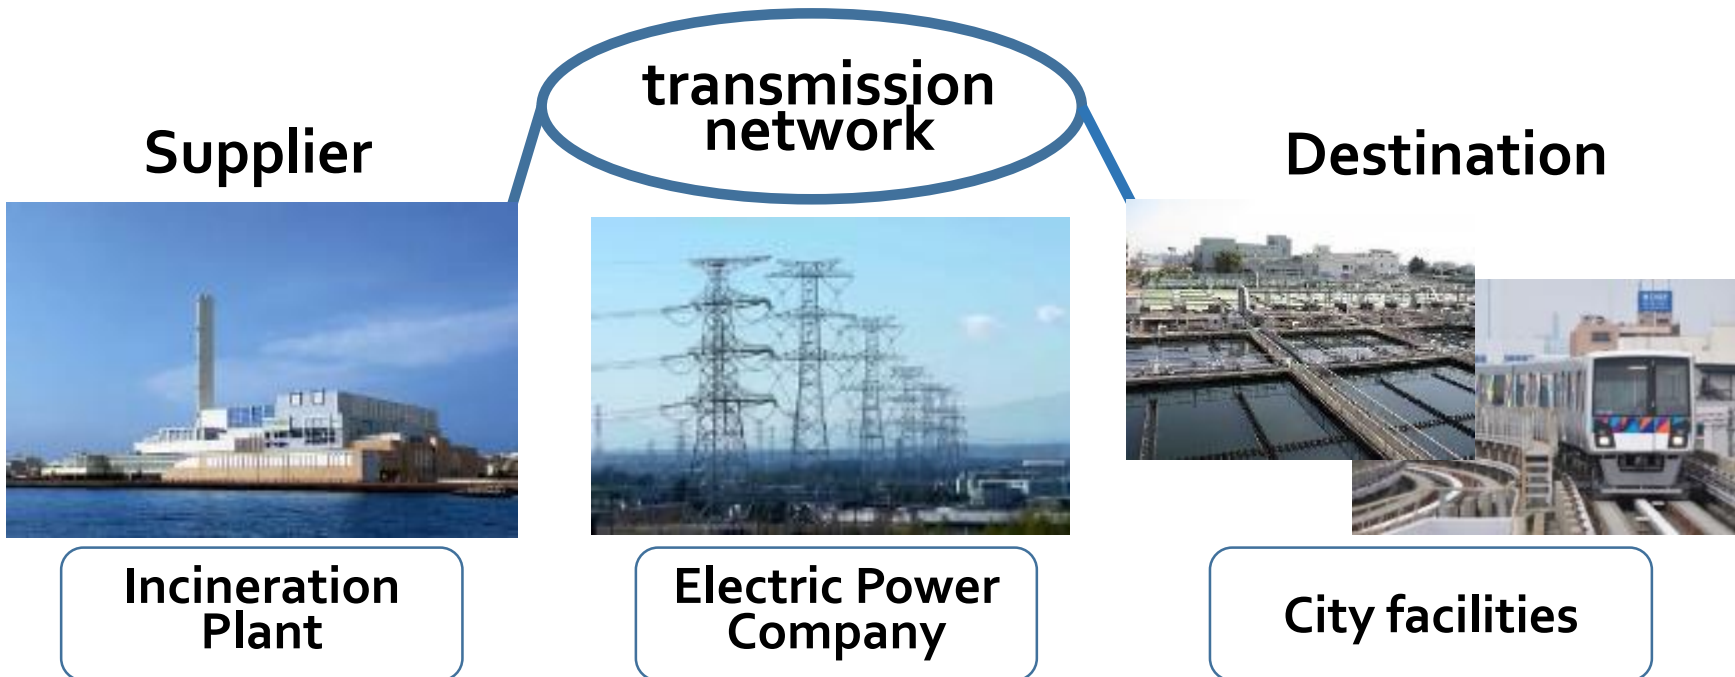 transmission
network
Supplier
Destination
Incineration
Plant
Electric Power
Company
City facilities